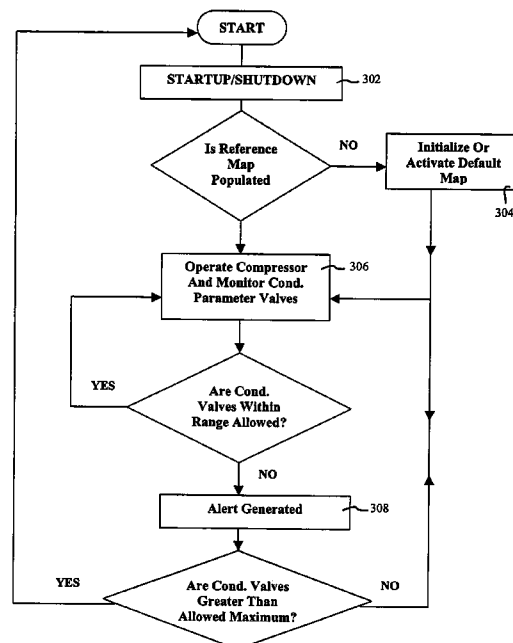 START
STARTUP/SHUTDOWN
302
Is Reference
Map
Populated
NO
Initialize Or
Activate Default
Map
304
Operate Compressor
And Monitor Cond.
Parameter Valves
306
YES
Are Cond.
Valves Within
Range Allowed?
NO
Alert Generated
308
YES
Are Cond. Valves
Greater Than
Allowed Maximum?
NO